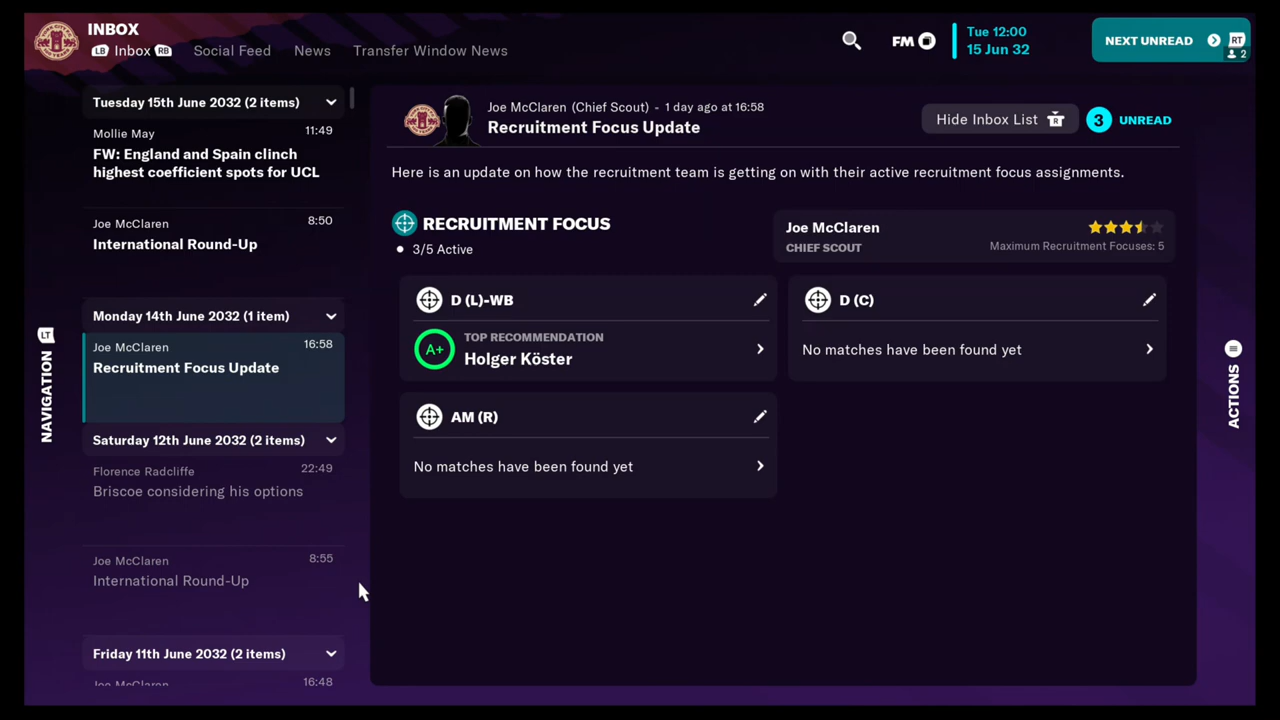 INBOX
LB Inbox RB
Social Feed
News
Transfer Window News
FM
Tue 12:00
15 Jun 32
NEXT UNREAD
RT
2
Tuesday 15th June 2032 (2 items)
Mollie May
11:49
FW: England and Spain clinch
highest coefficient spots for UCL
Joe McClaren
8:50
International Round-Up
Monday 14th June 2032 (1 item)
Joe McClaren
16:58
Recruitment Focus Update
Saturday 12th June 2032 (2 items)
Florence Radcliffe
22:49
Briscoe considering his options
Joe McClaren
8:55
International Round-Up
Friday 11th June 2032 (2 items)
Joe McClaren
16:48
LT
NAVIGATION
Joe McClaren (Chief Scout) - 1 day ago at 16:58
Recruitment Focus Update
Hide Inbox List
R
3 UNREAD
Here is an update on how the recruitment team is getting on with their active recruitment focus assignments.
RECRUITMENT FOCUS
3/5 Active
Joe McClaren
CHIEF SCOUT
Maximum Recruitment Focuses: 5
D (L)-WB
A+
TOP RECOMMENDATION
Holger Köster
D (C)
No matches have been found yet
AM (R)
No matches have been found yet
ACTIONS